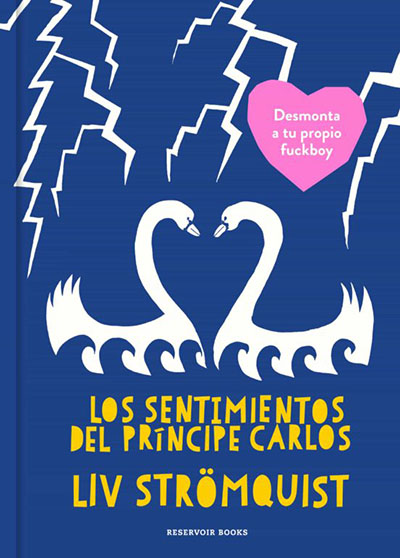 Desmonta
a tu propio
fuckboy
LOS SENTIMIENTOS
DEL PRÍNCIPE CARLOS
LIV STRÖMQUIST
RESERVOIR BOOKS